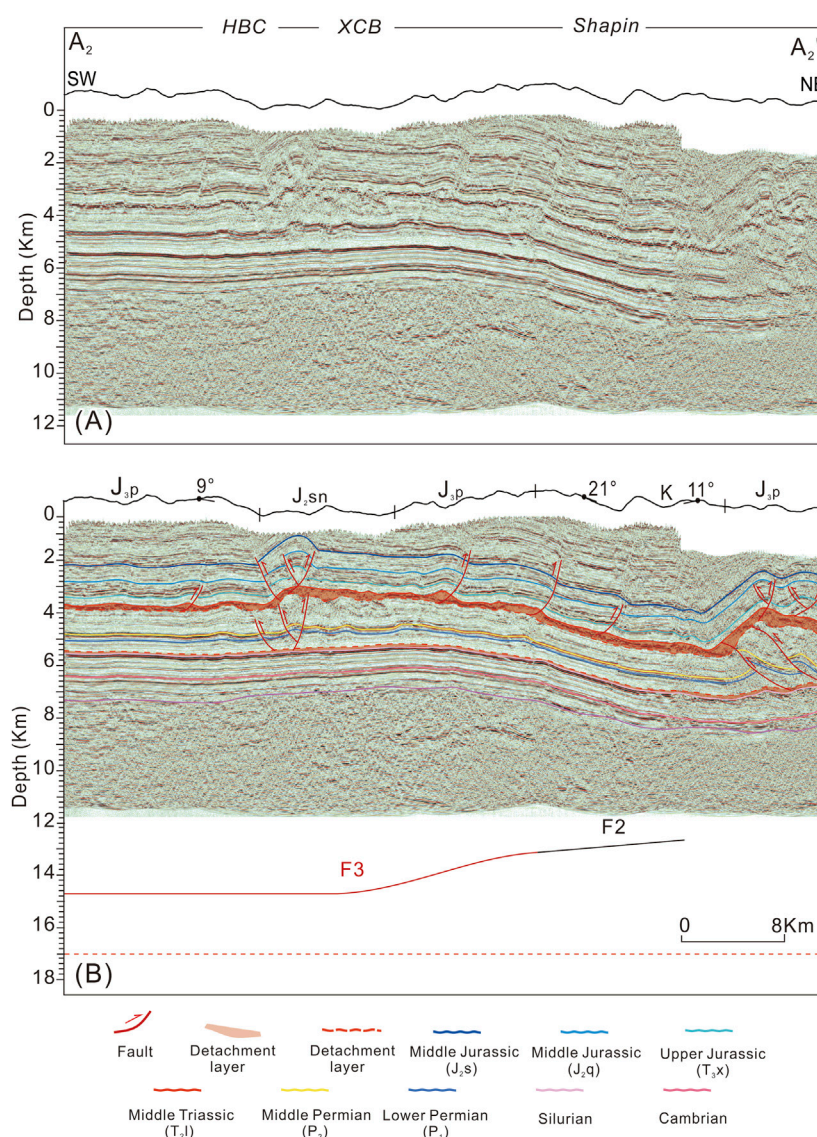 HBC XCB Shapin
A₂ A₂'
SW NE
0
2
4
6
8
10
12
Depth (Km)
(A)
J₃p 9° J₂sn J₃p 21° K 11° J₃p
0
2
4
6
8
10
12
14
16
18
Depth (Km)
F2
F3
0 8Km
(B)
Fault Detachment layer Detachment layer Middle Jurassic (J₂s) Middle Jurassic (J₂q) Upper Jurassic (T₃x)
Middle Triassic (T₂l) Middle Permian (P₂) Lower Permian (P₁) Silurian Cambrian